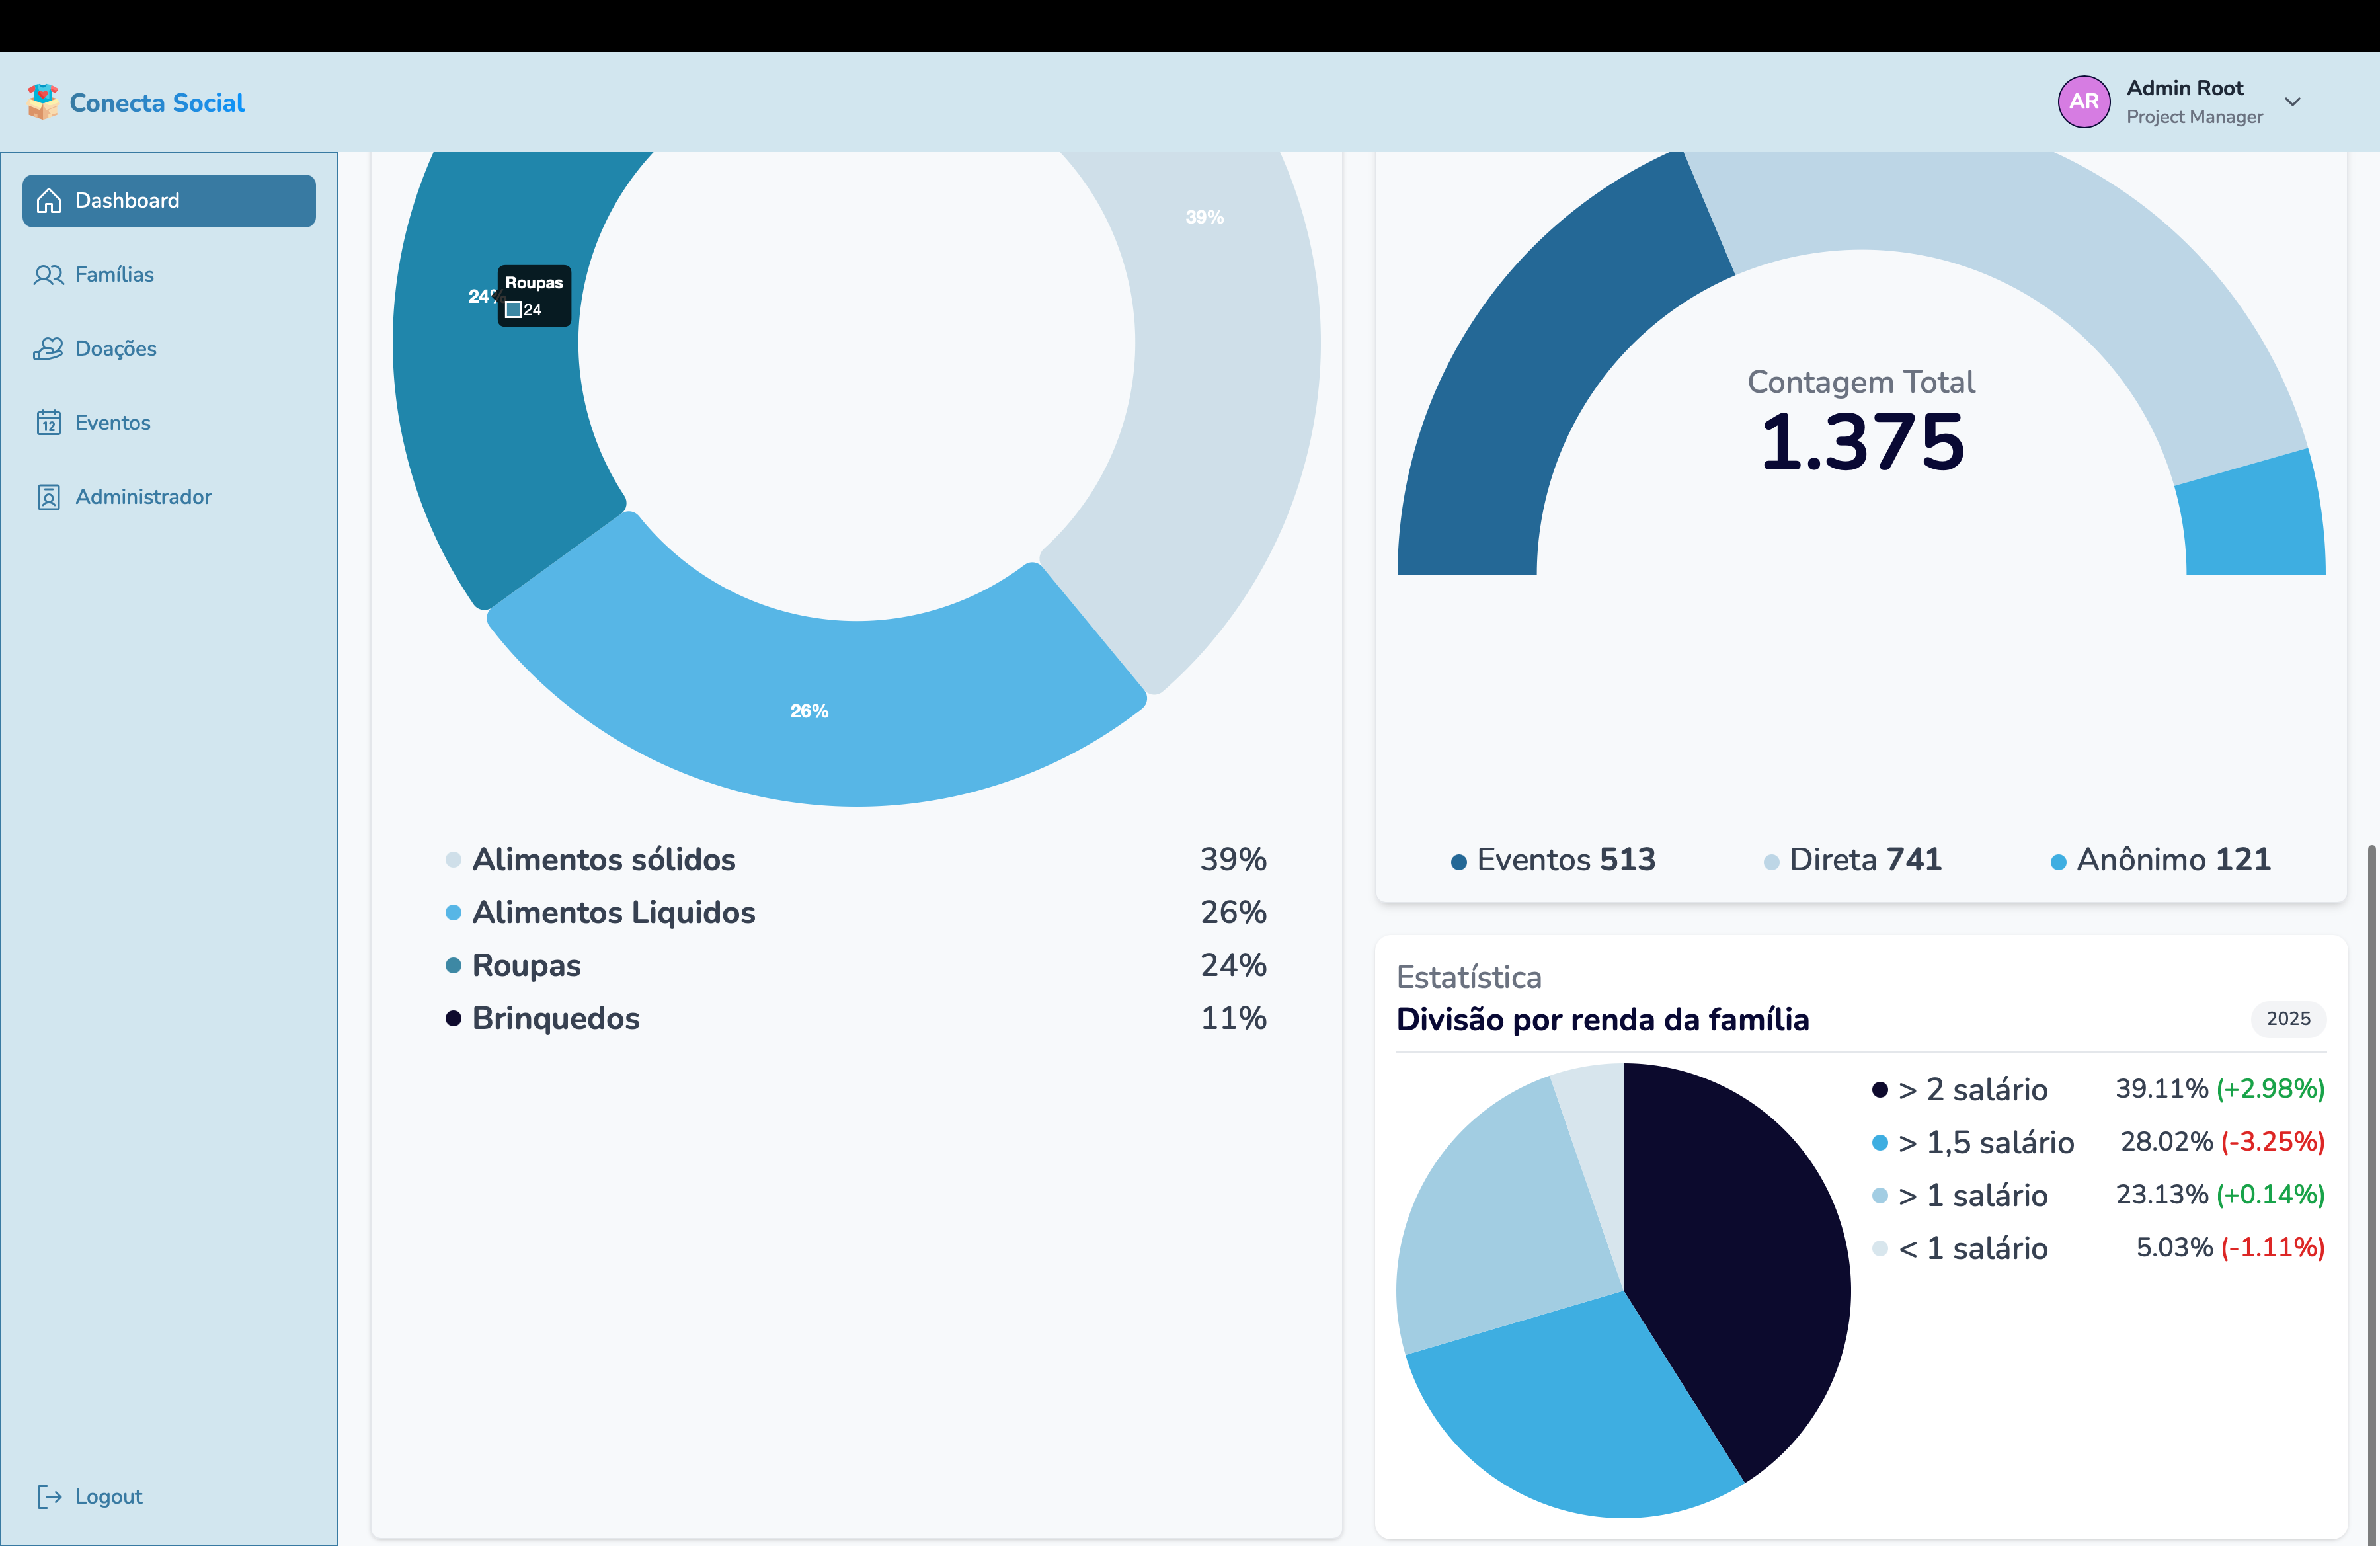 Conecta Social
AR
Admin Root
Project Manager
Dashboard
Famílias
Doações
12
Eventos
Administrador
Logout
39%
24%
Roupas
24
26%
Alimentos sólidos 39%
Alimentos Liquidos 26%
Roupas 24%
Brinquedos 11%
Contagem Total
1.375
Eventos 513 Direta 741 Anônimo 121
Estatística
Divisão por renda da família 2025
> 2 salário 39.11% (+2.98%)
> 1,5 salário 28.02% (-3.25%)
> 1 salário 23.13% (+0.14%)
< 1 salário 5.03% (-1.11%)